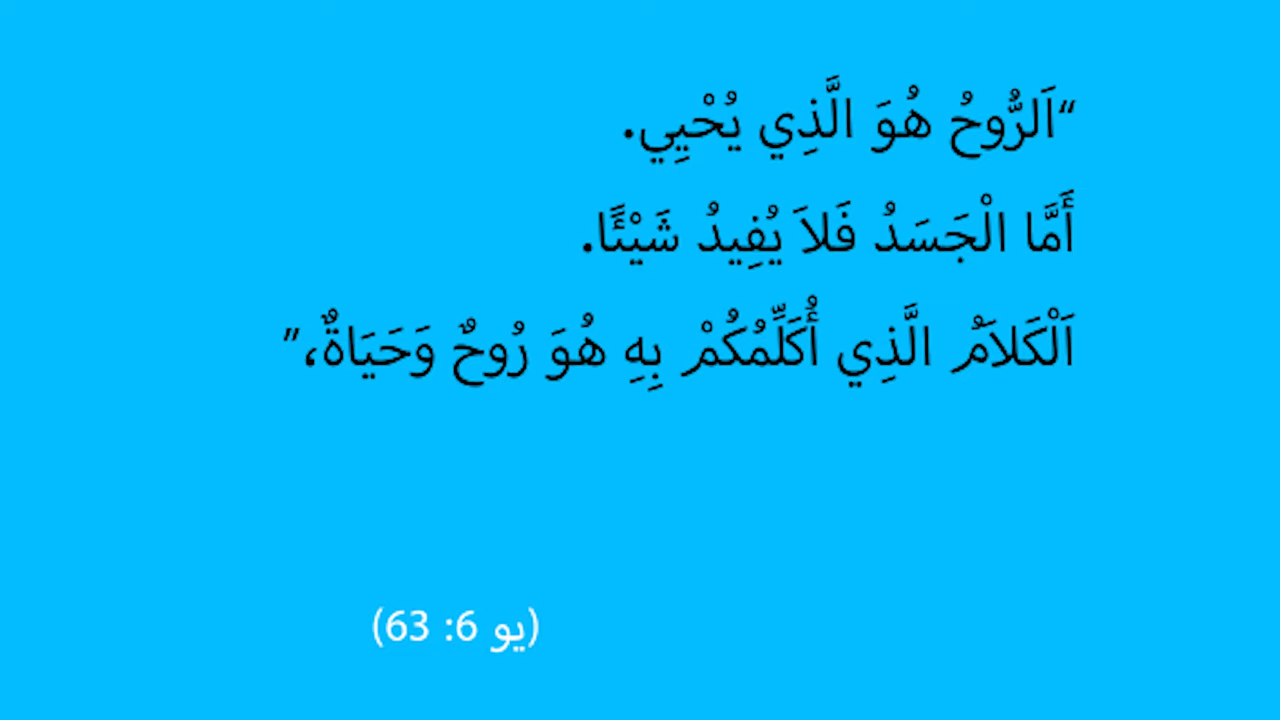 “اَلرُّوحُ هُوَ الَّذِي يُحْيِي.
أَمَّا الْجَسَدُ فَلاَ يُفِيدُ شَيْئًا.
اَلْكَلاَمُ الَّذِي أُكَلِّمُكُمْ بِهِ هُوَ رُوحٌ وَحَيَاةٌ،”
(يو 6: 63)